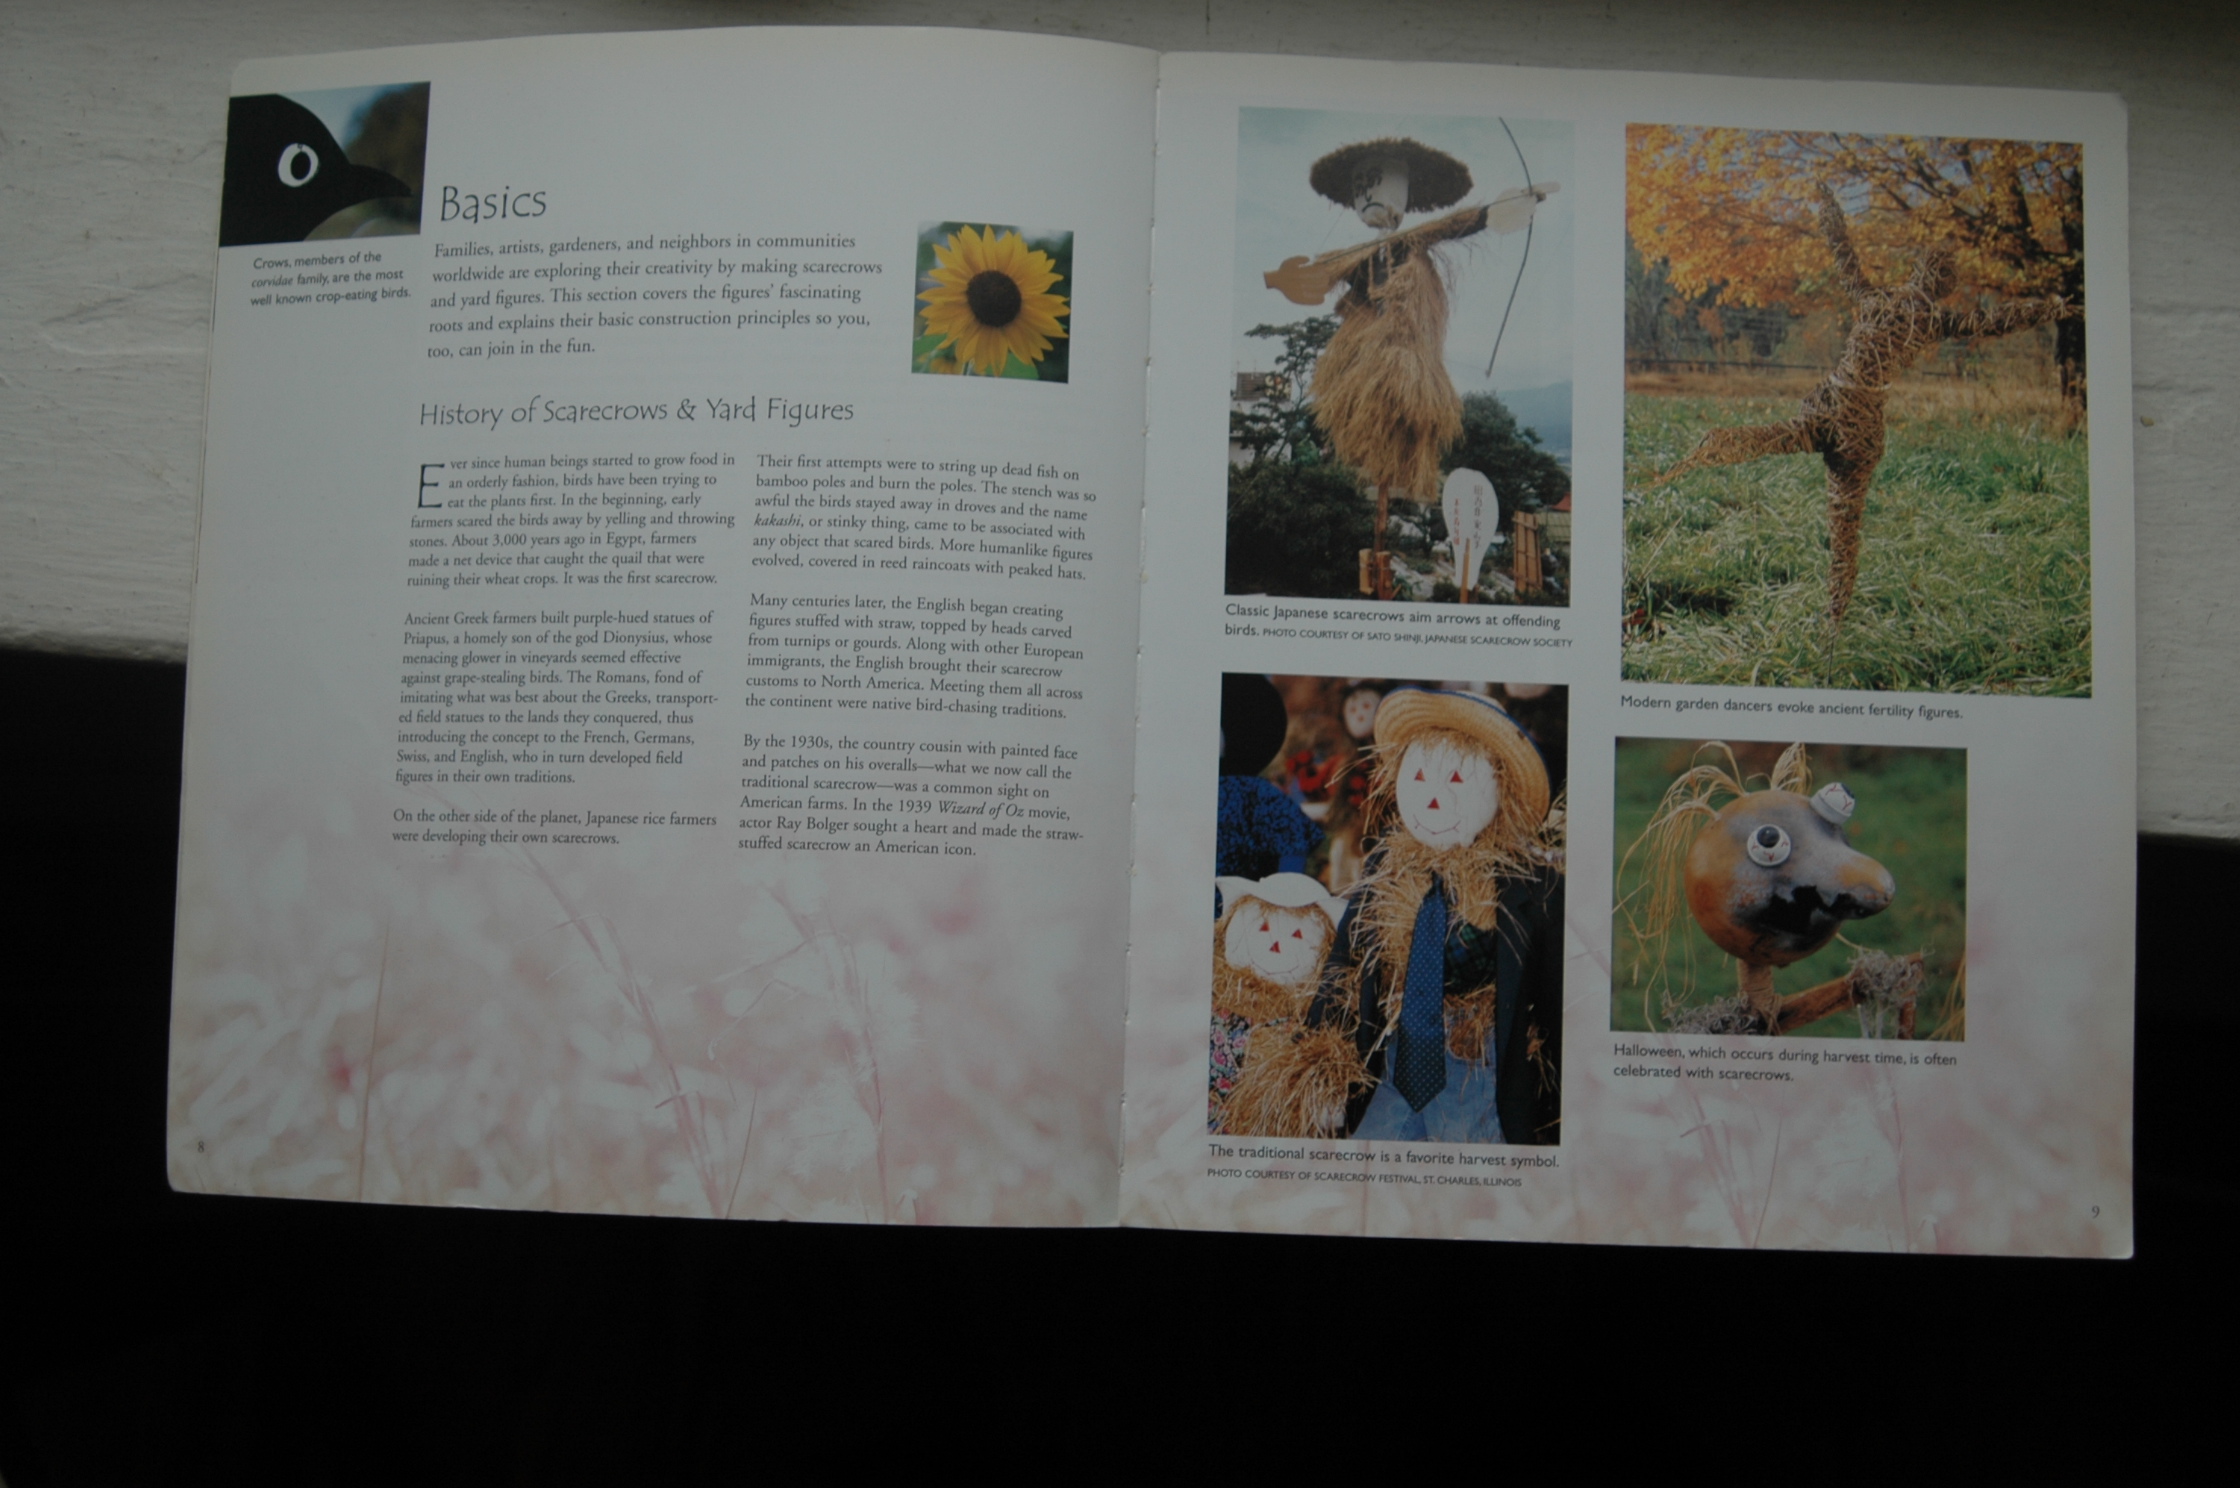 Crows, members of the
corvidae family, are the most
well known crop-eating birds.
Basics
Families, artists, gardeners, and neighbors in communities
worldwide are exploring their creativity by making scarecrows
and yard figures. This section covers the figures' fascinating
roots and explains their basic construction principles so you,
too, can join in the fun.
History of Scarecrows & Yard Figures
Ever since human beings started to grow food in
an orderly fashion, birds have been trying to
eat the plants first. In the beginning, early
farmers scared the birds away by yelling and throwing
stones. About 3,000 years ago in Egypt, farmers
made a net device that caught the quail that were
ruining their wheat crops. It was the first scarecrow.
Ancient Greek farmers built purple-hued statues of
Priapus, a homely son of the god Dionysius, whose
menacing glower in vineyards seemed effective
against grape-stealing birds. The Romans, fond of
imitating what was best about the Greeks, transport-
ed field statues to the lands they conquered, thus
introducing the concept to the French, Germans,
Swiss, and English, who in turn developed field
figures in their own traditions.
On the other side of the planet, Japanese rice farmers
were developing their own scarecrows.
Their first attempts were to string up dead fish on
bamboo poles and burn the poles. The stench was so
awful the birds stayed away in droves and the name
kakashi, or stinky thing, came to be associated with
any object that scared birds. More humanlike figures
evolved, covered in reed raincoats with peaked hats.
Many centuries later, the English began creating
figures stuffed with straw, topped by heads carved
from turnips or gourds. Along with other European
immigrants, the English brought their scarecrow
customs to North America. Meeting them all across
the continent were native bird-chasing traditions.
By the 1930s, the country cousin with painted face
and patches on his overalls—what we now call the
traditional scarecrow—was a common sight on
American farms. In the 1939 Wizard of Oz movie,
actor Ray Bolger sought a heart and made the straw-
stuffed scarecrow an American icon.
8
Classic Japanese scarecrows aim arrows at offending
birds. PHOTO COURTESY OF SATO SHINJI, JAPANESE SCARECROW SOCIETY
Modern garden dancers evoke ancient fertility figures.
The traditional scarecrow is a favorite harvest symbol.
PHOTO COURTESY OF SCARECROW FESTIVAL, ST. CHARLES, ILLINOIS
Halloween, which occurs during harvest time, is often
celebrated with scarecrows.
9